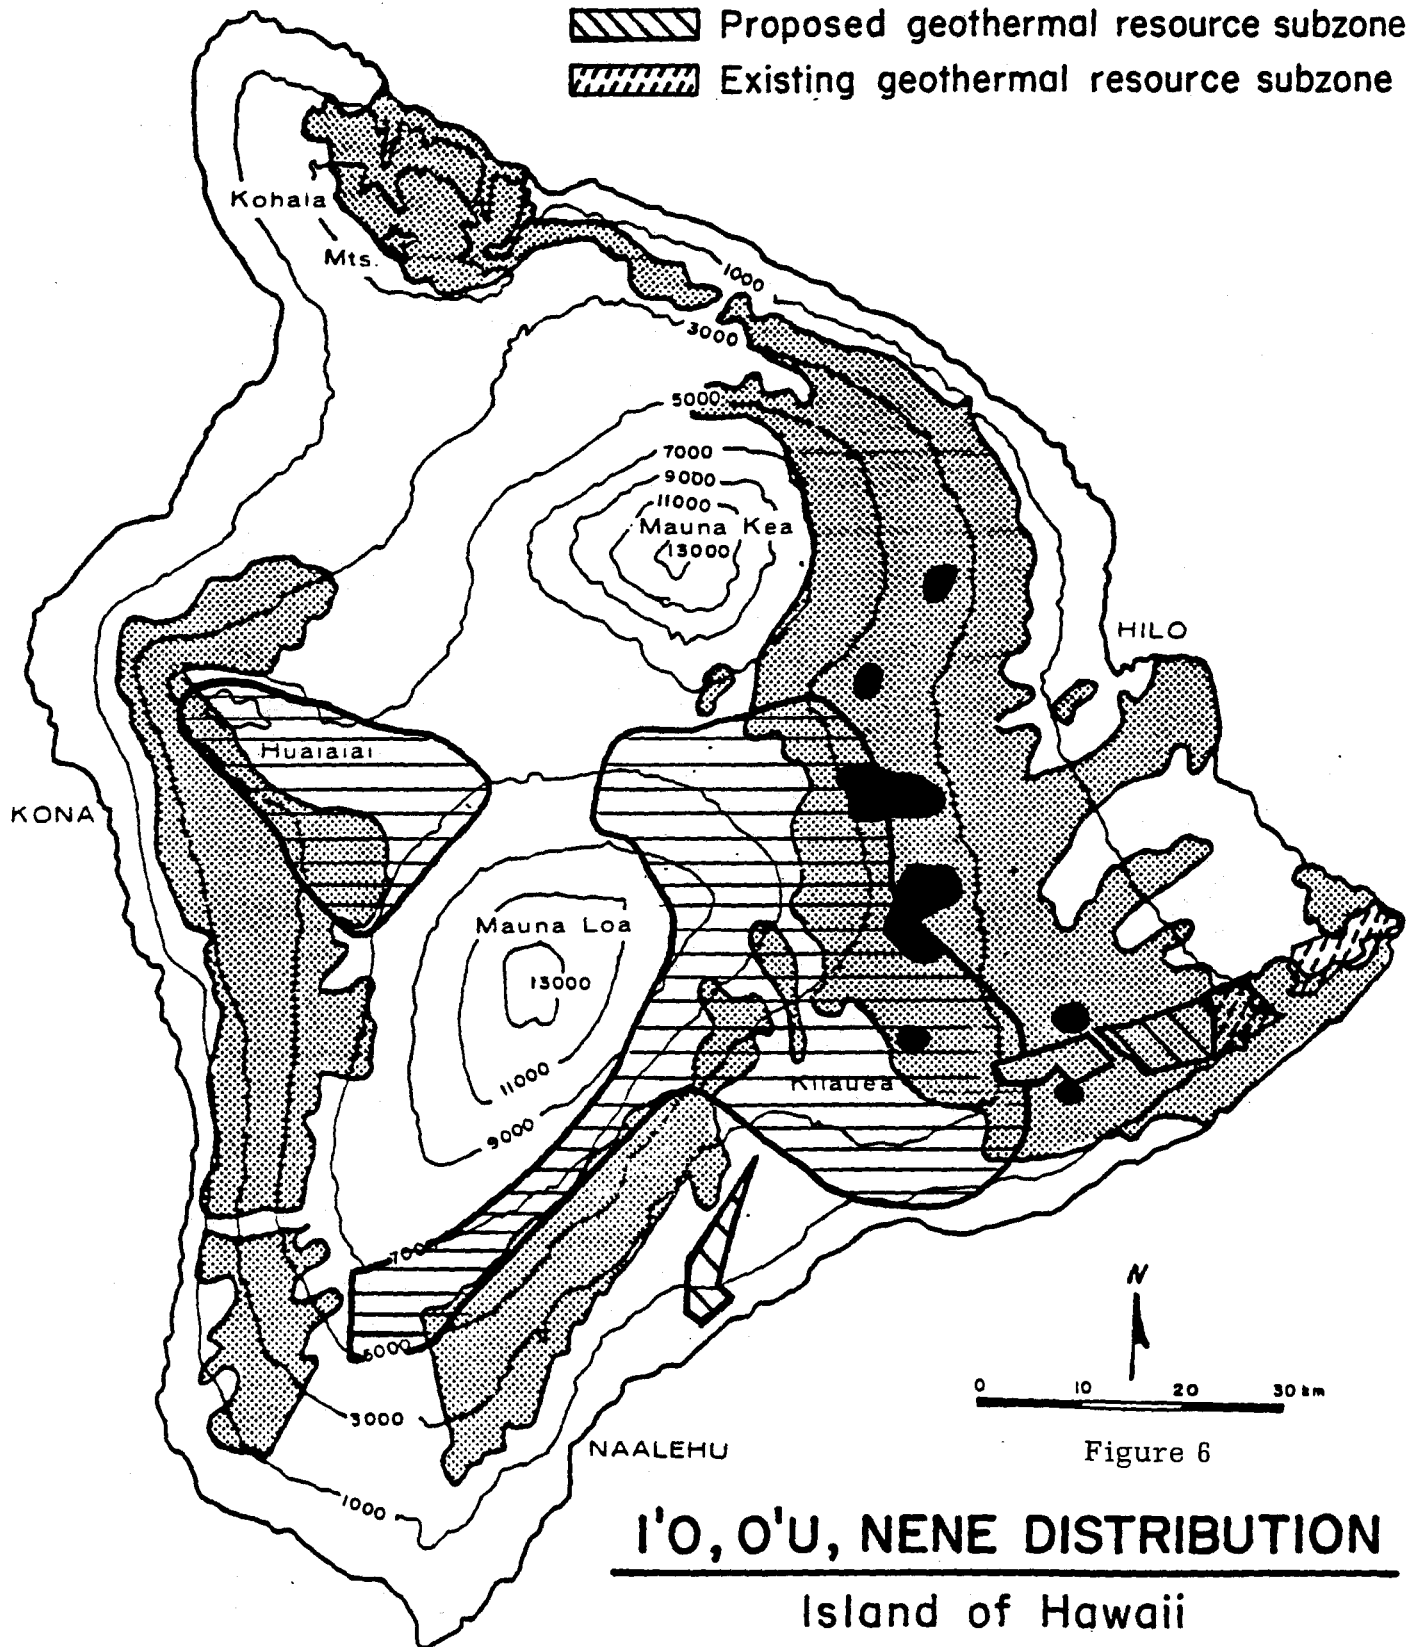 Proposed geothermal resource subzone
Existing geothermal resource subzone
Kohala
Mts.
1000
3000
5000
7000
9000
11000
Mauna Kea
13000
HILO
Hualalai
KONA
Mauna Loa
13000
11000
9000
Kilauea
700
5000
3000
1000
NAALEHU
N
0 10 20 30 km
Figure 6
I'O, O'U, NENE DISTRIBUTION
Island of Hawaii